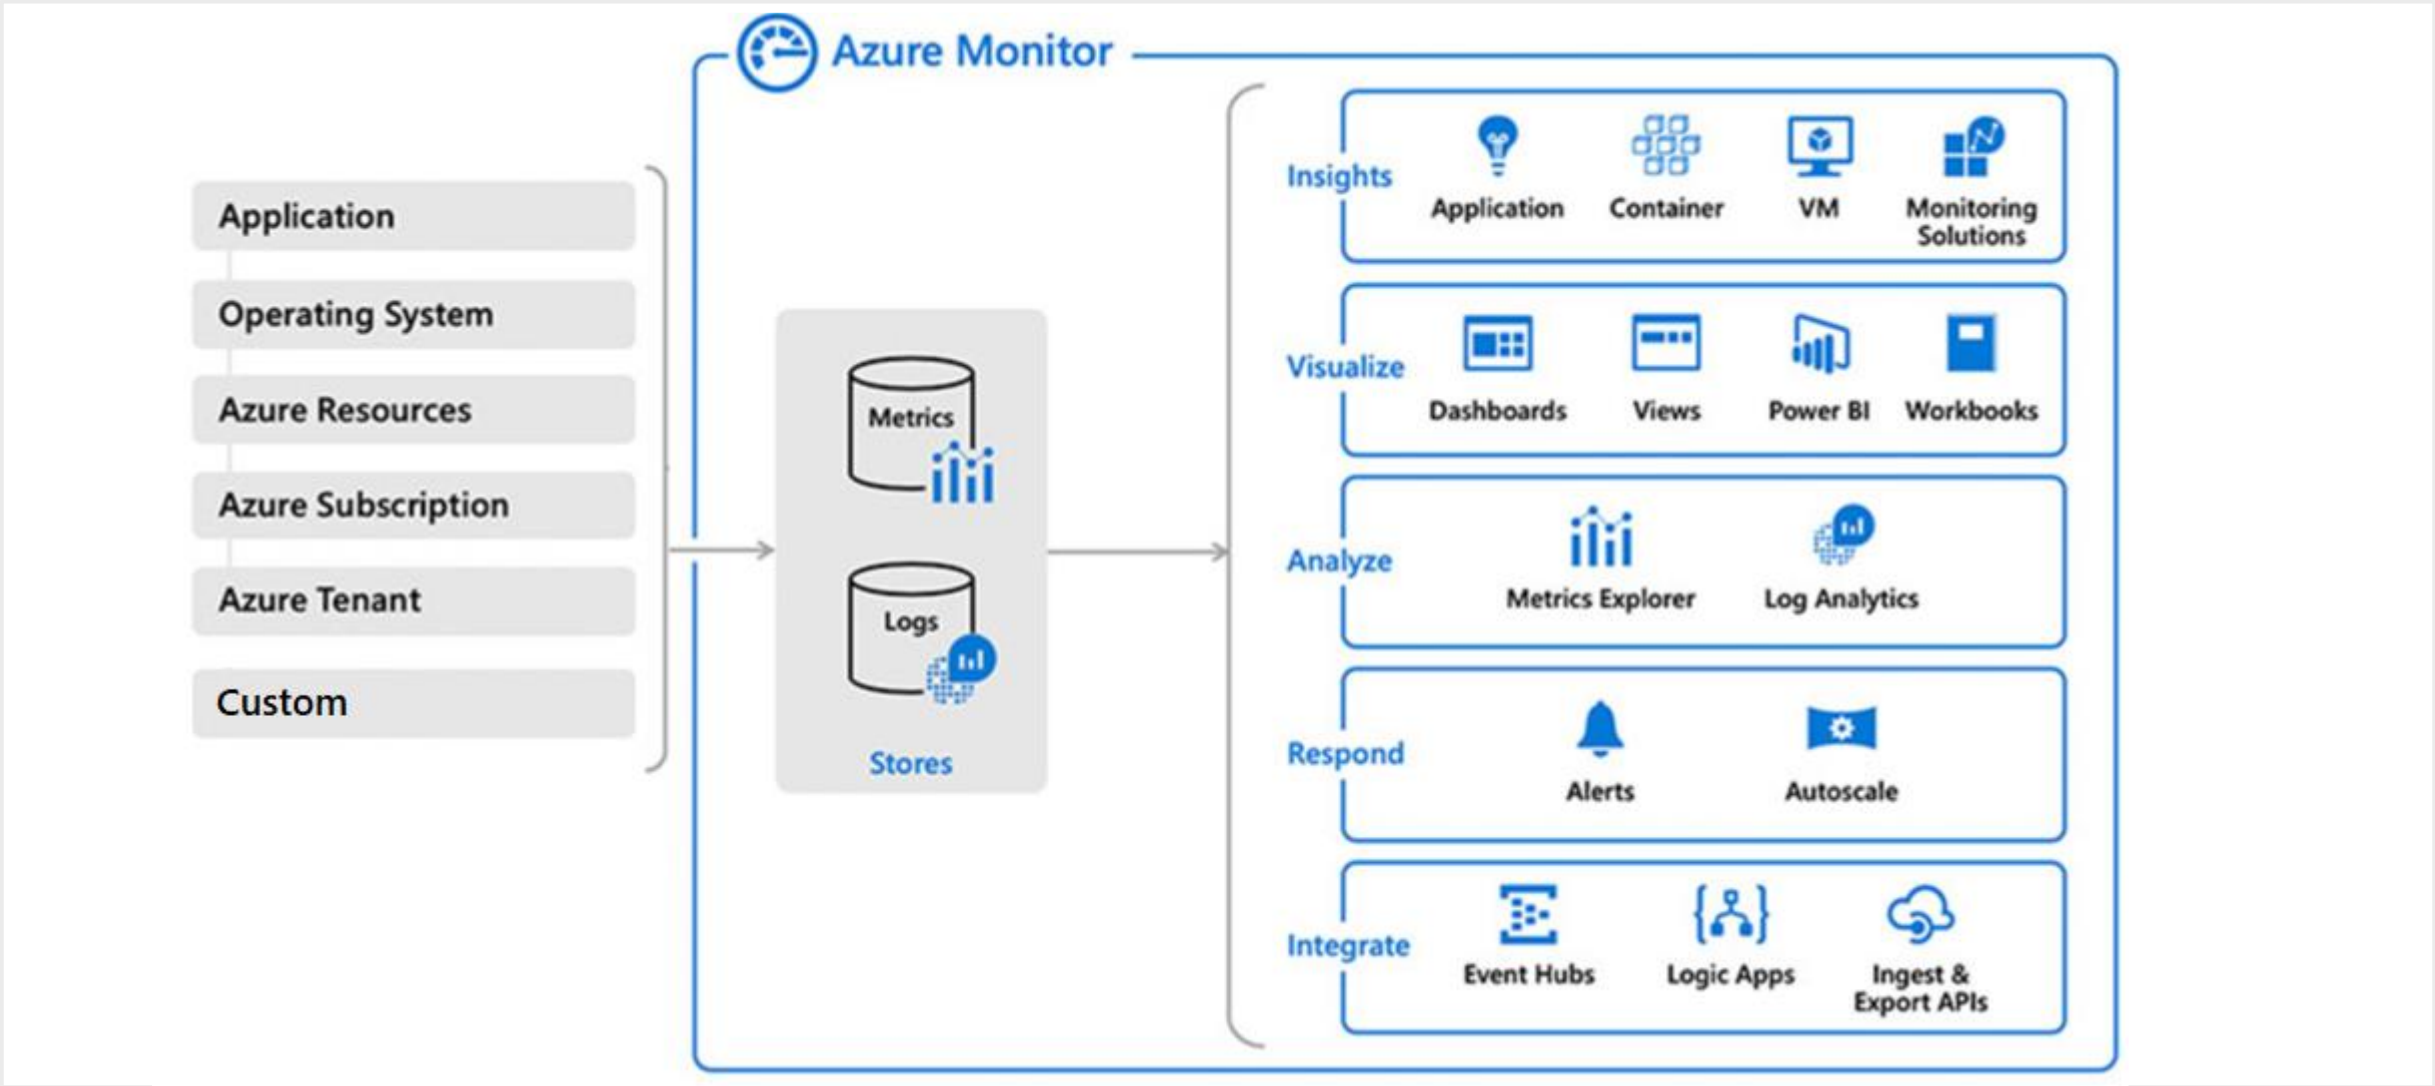 Azure Monitor
Application
Operating System
Azure Resources
Azure Subscription
Azure Tenant
Custom
Metrics
Logs
Stores
Insights
Application
Container
VM
Monitoring
Solutions
Visualize
Dashboards
Views
Power BI
Workbooks
Analyze
Metrics Explorer
Log Analytics
Respond
Alerts
Autoscale
Integrate
Event Hubs
Logic Apps
Ingest &
Export APIs